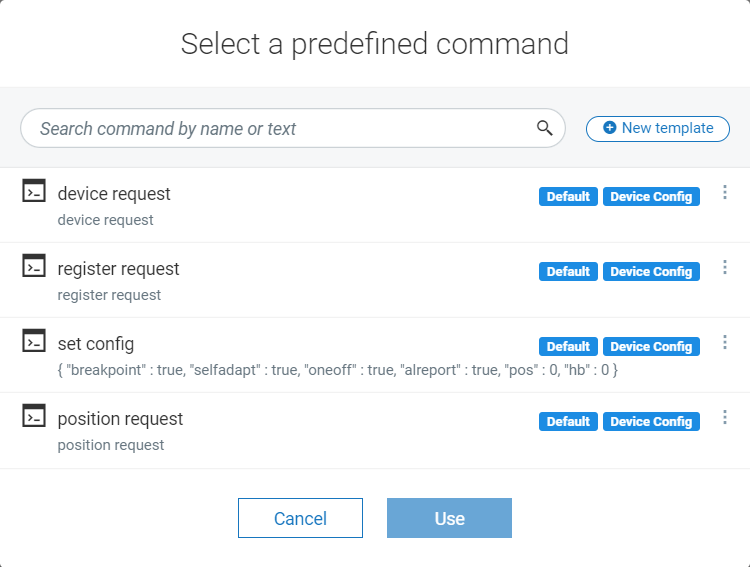 Select a predefined command
Search command by name or text
New template
device request
Default
Device Config
device request
register request
Default
Device Config
register request
set config
Default
Device Config
{ "breakpoint" : true, "selfadapt" : true, "oneoff" : true, "alreport" : true, "pos" : 0, "hb" : 0 }
position request
Default
Device Config
position request
Cancel
Use